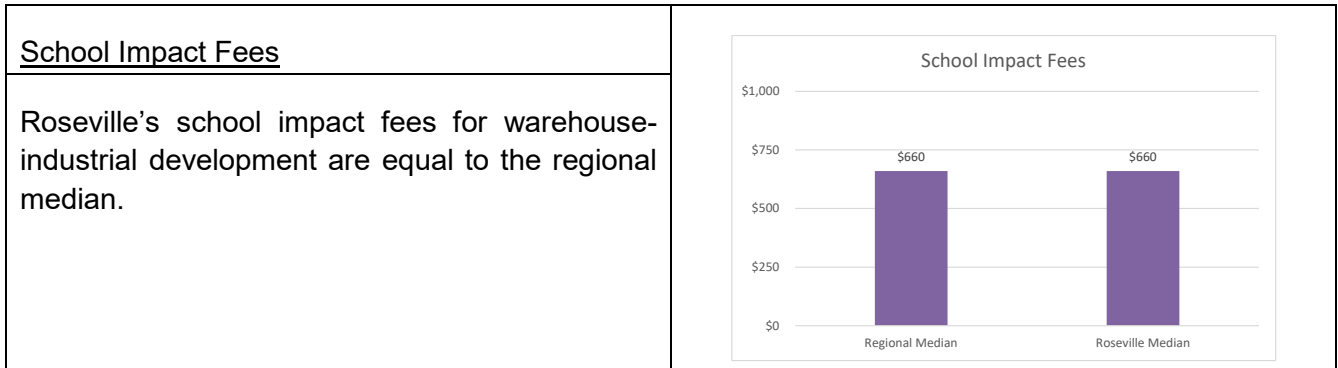 School Impact Fees
Roseville’s school impact fees for warehouse-
industrial development are equal to the regional
median.
School Impact Fees
$1,000
$750
$500
$250
$0
$660
$660
Regional Median
Roseville Median